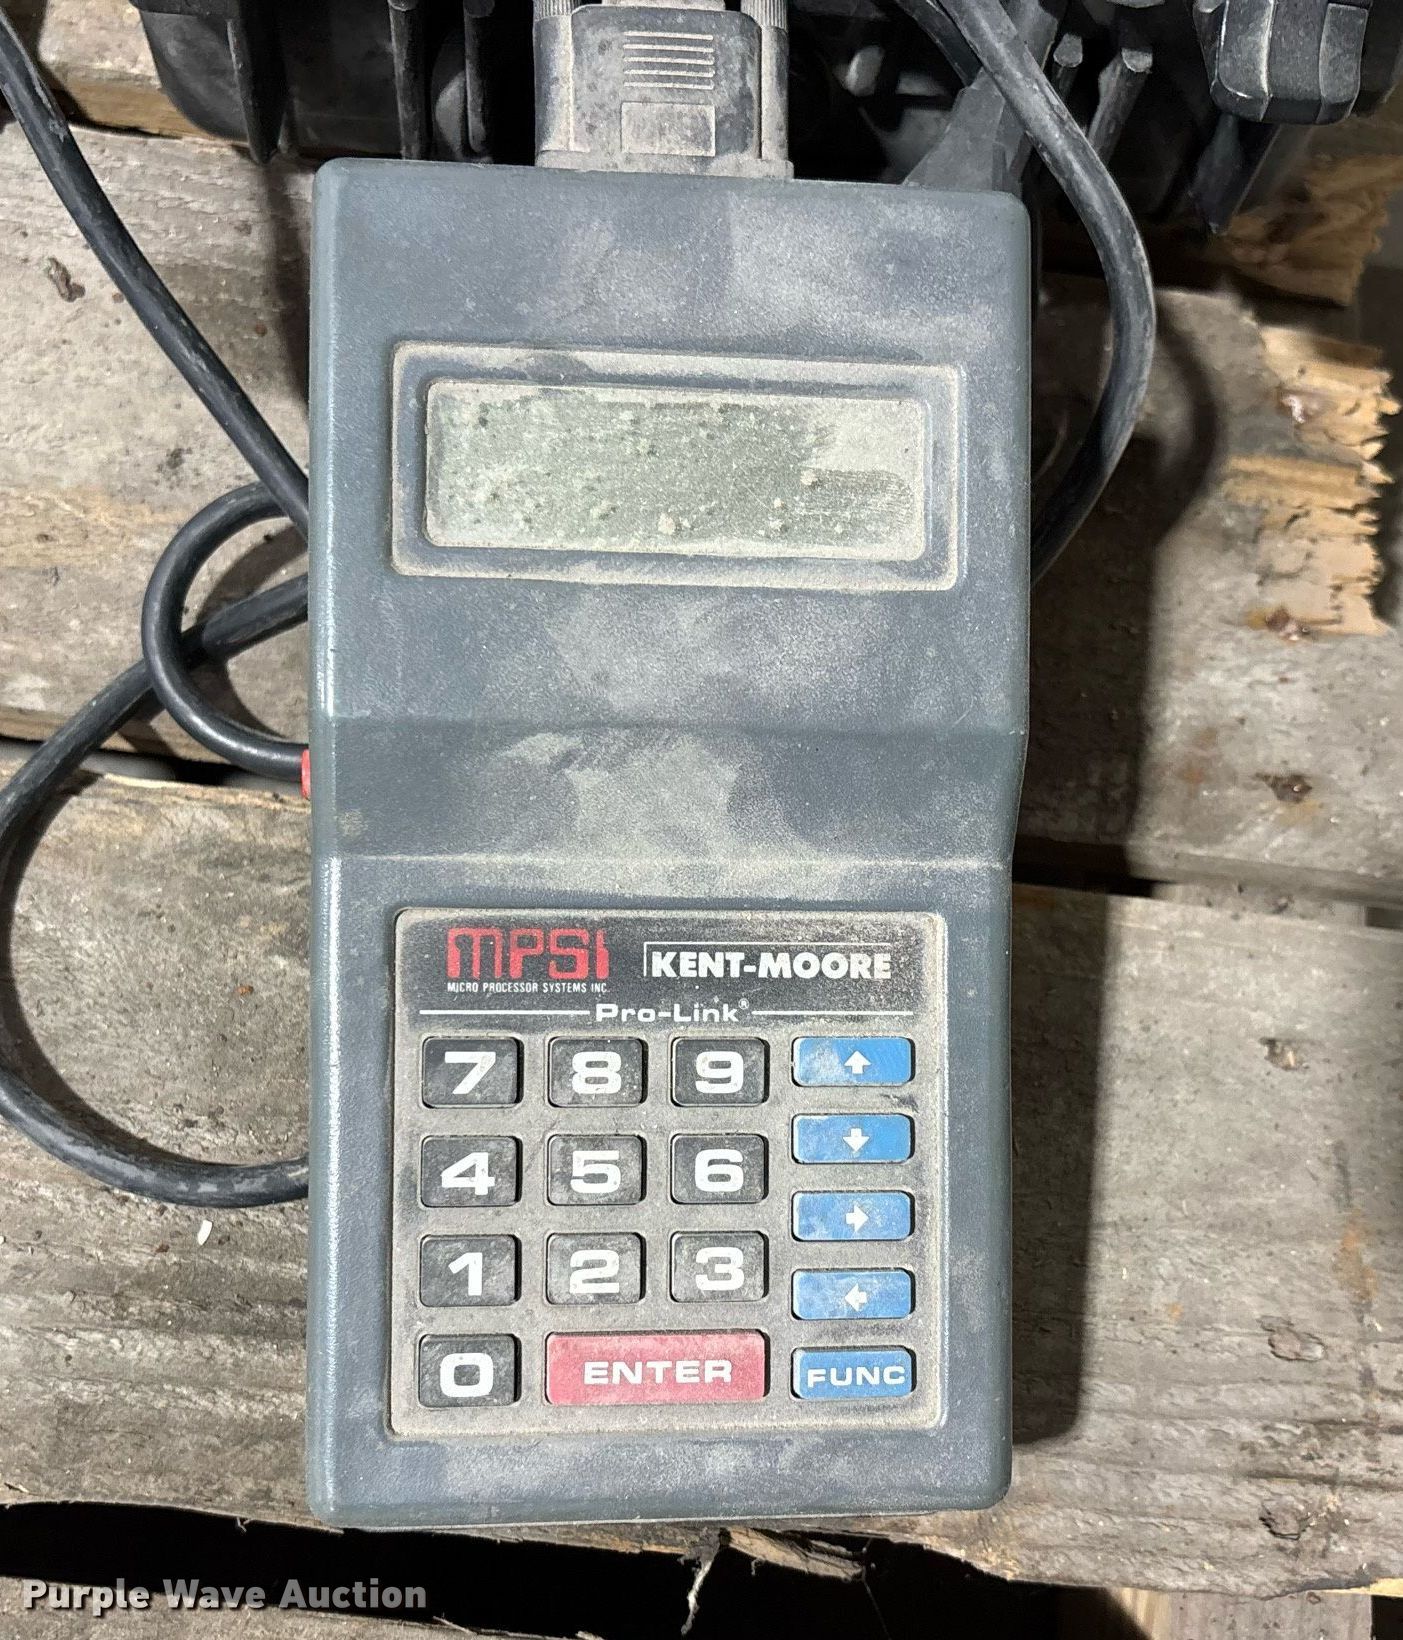 MPSI
MICRO PROCESSOR SYSTEMS INC.
KENT-MOORE
Pro-Link®
7 8 9 ↑
4 5 6 ↓
1 2 3 →
←
0 ENTER FUNC
Purple Wave Auction